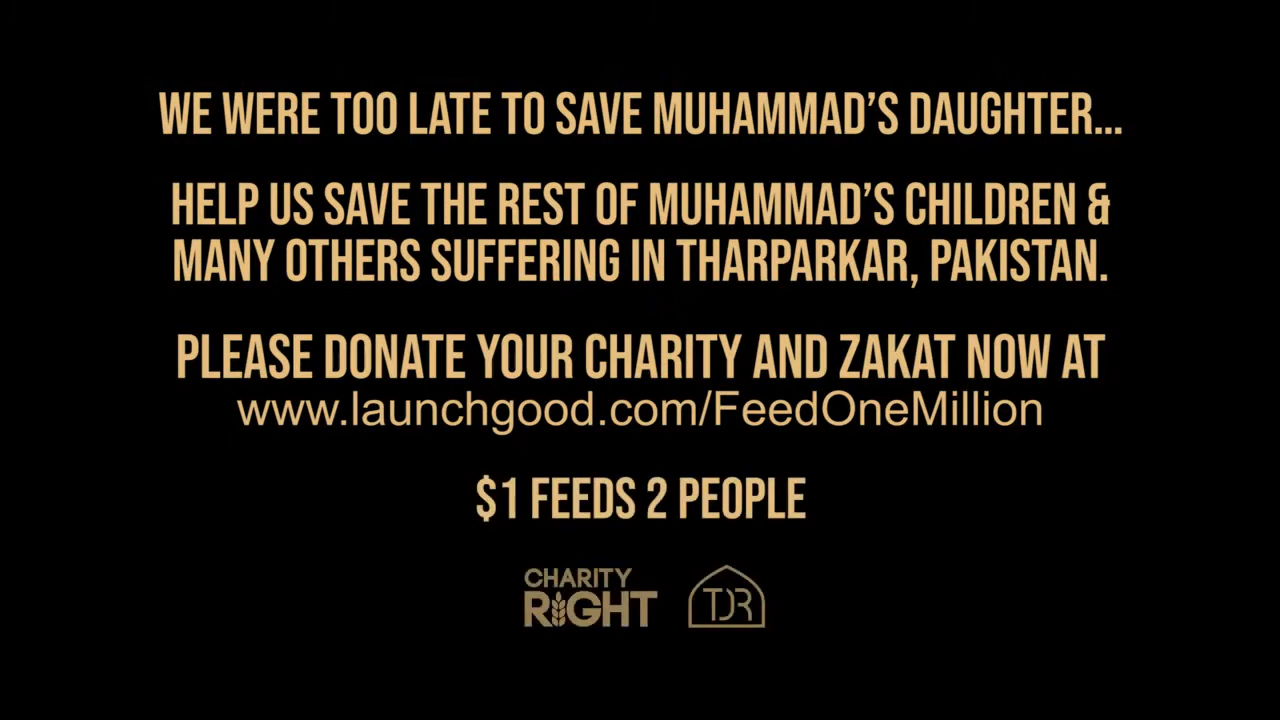 WE WERE TOO LATE TO SAVE MUHAMMAD’S DAUGHTER...
HELP US SAVE THE REST OF MUHAMMAD’S CHILDREN &
MANY OTHERS SUFFERING IN THARPARKAR, PAKISTAN.
PLEASE DONATE YOUR CHARITY AND ZAKAT NOW AT
www.launchgood.com/FeedOneMillion
$1 FEEDS 2 PEOPLE
CHARITY
RIGHT
TDR